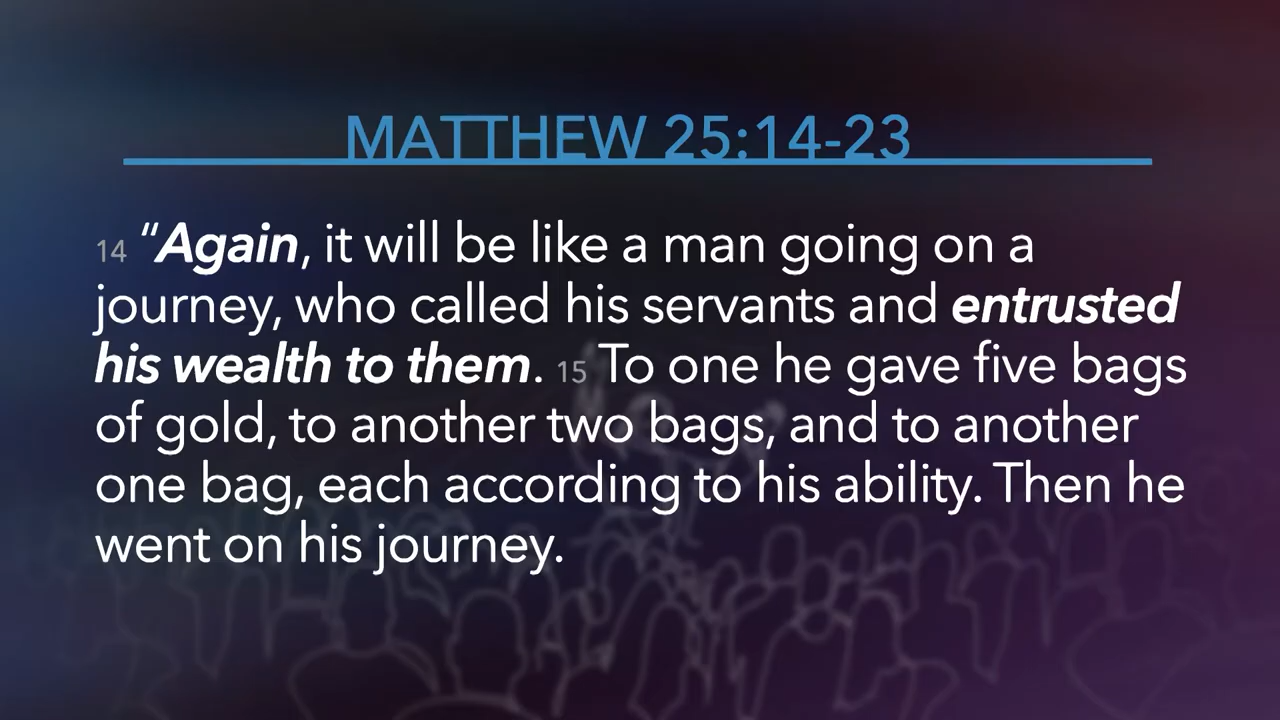 MATTHEW 25:14-23
14 “Again, it will be like a man going on a
journey, who called his servants and entrusted
his wealth to them. 15 To one he gave five bags
of gold, to another two bags, and to another
one bag, each according to his ability. Then he
went on his journey.